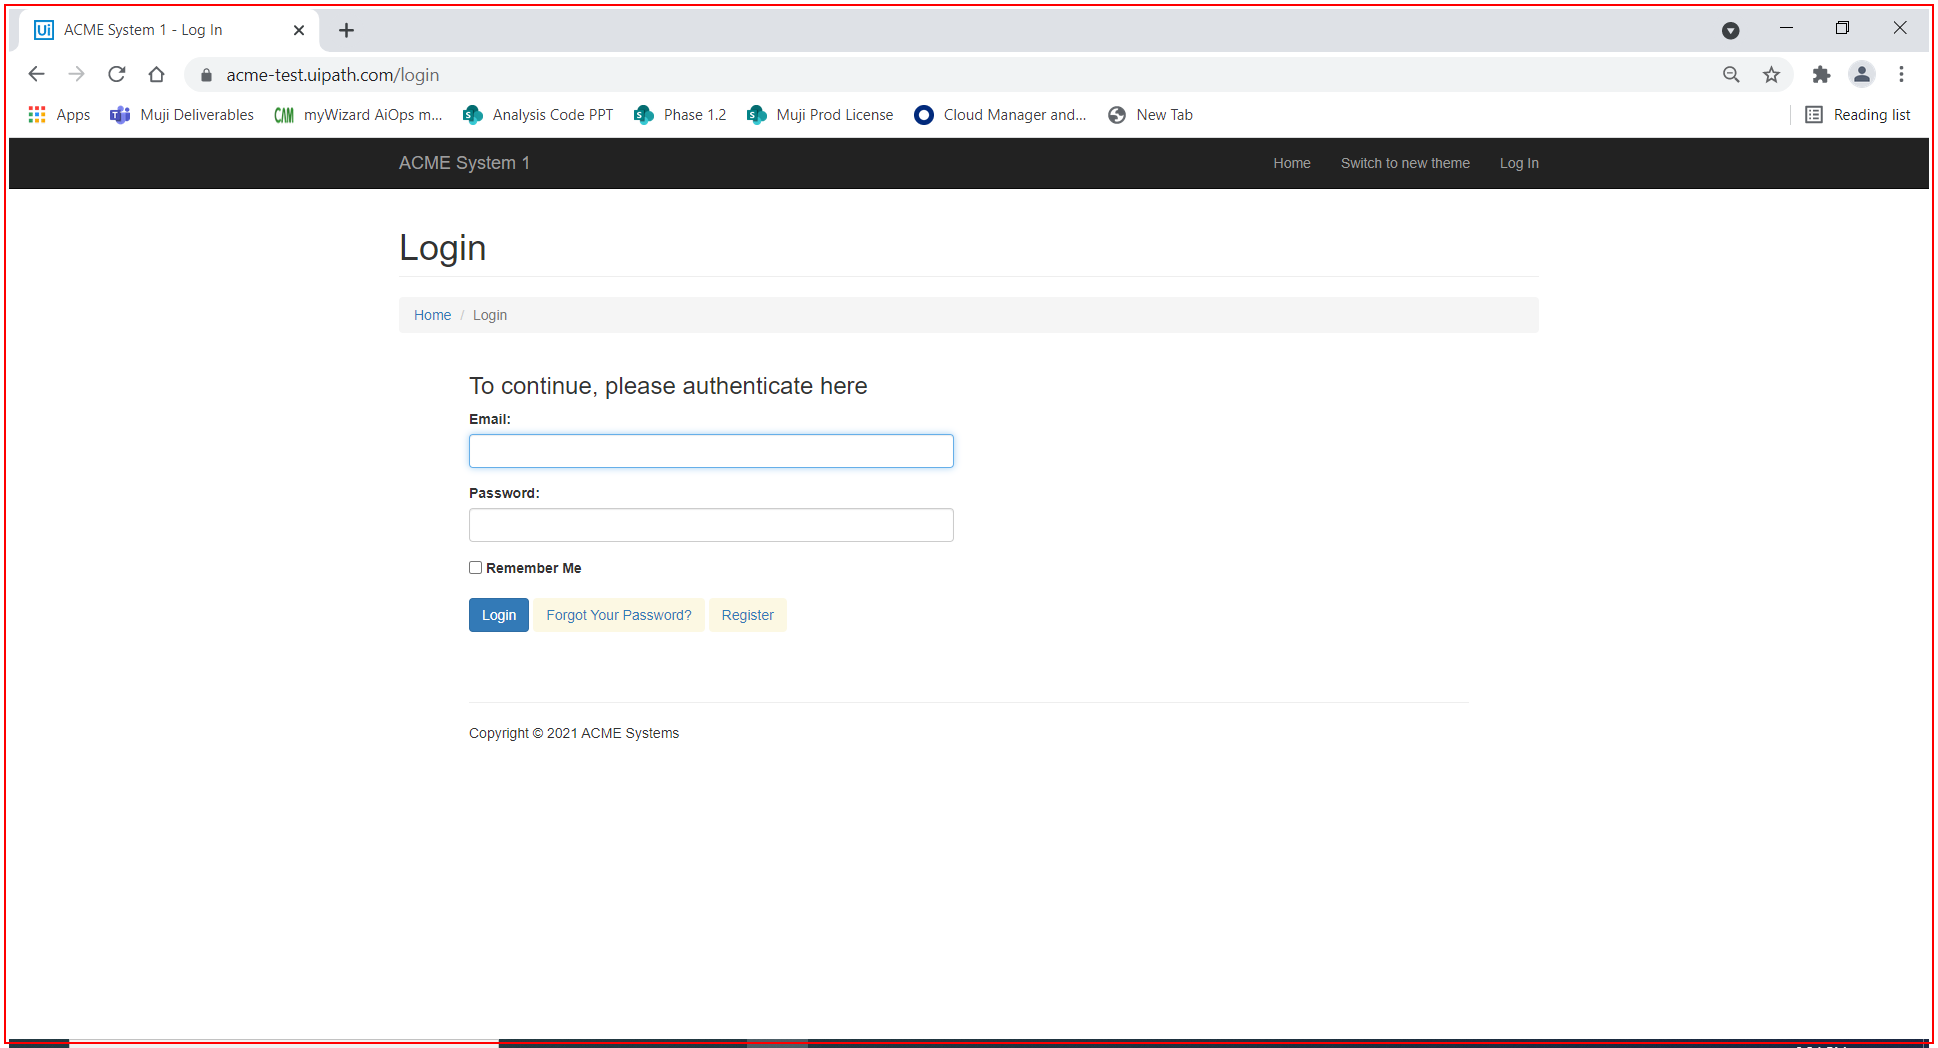 Ui ACME System 1 - Log In
acme-test.uipath.com/login
Apps Muji Deliverables CAM myWizard AiOps m... Analysis Code PPT Phase 1.2 Muji Prod License Cloud Manager and... New Tab Reading list
ACME System 1 Home Switch to new theme Log In
Login
Home / Login
To continue, please authenticate here
Email:
Password:
Remember Me
Login Forgot Your Password? Register
Copyright © 2021 ACME Systems